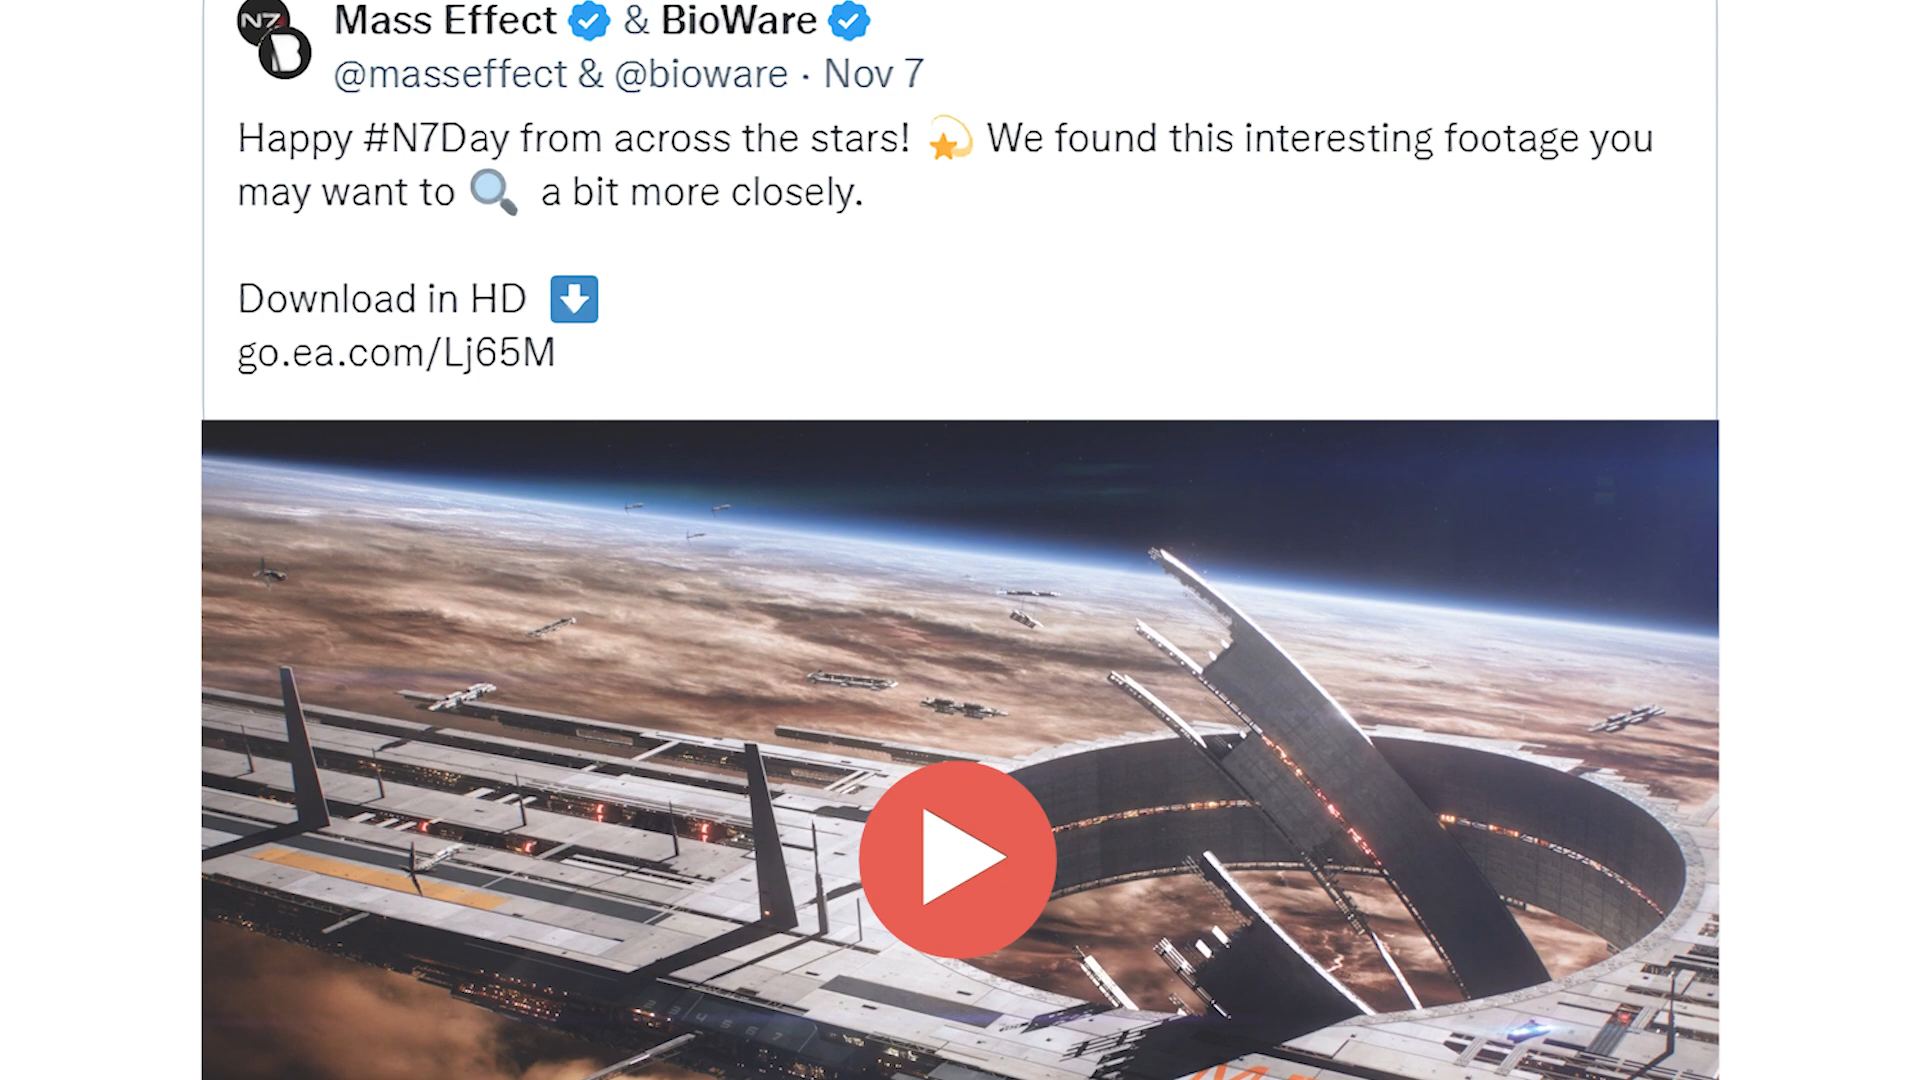 N7
B
Mass Effect & BioWare
@masseffect & @bioware · Nov 7
Happy #N7Day from across the stars! 💫 We found this interesting footage you
may want to 🔍 a bit more closely.
Download in HD ⬇️
go.ea.com/Lj65M